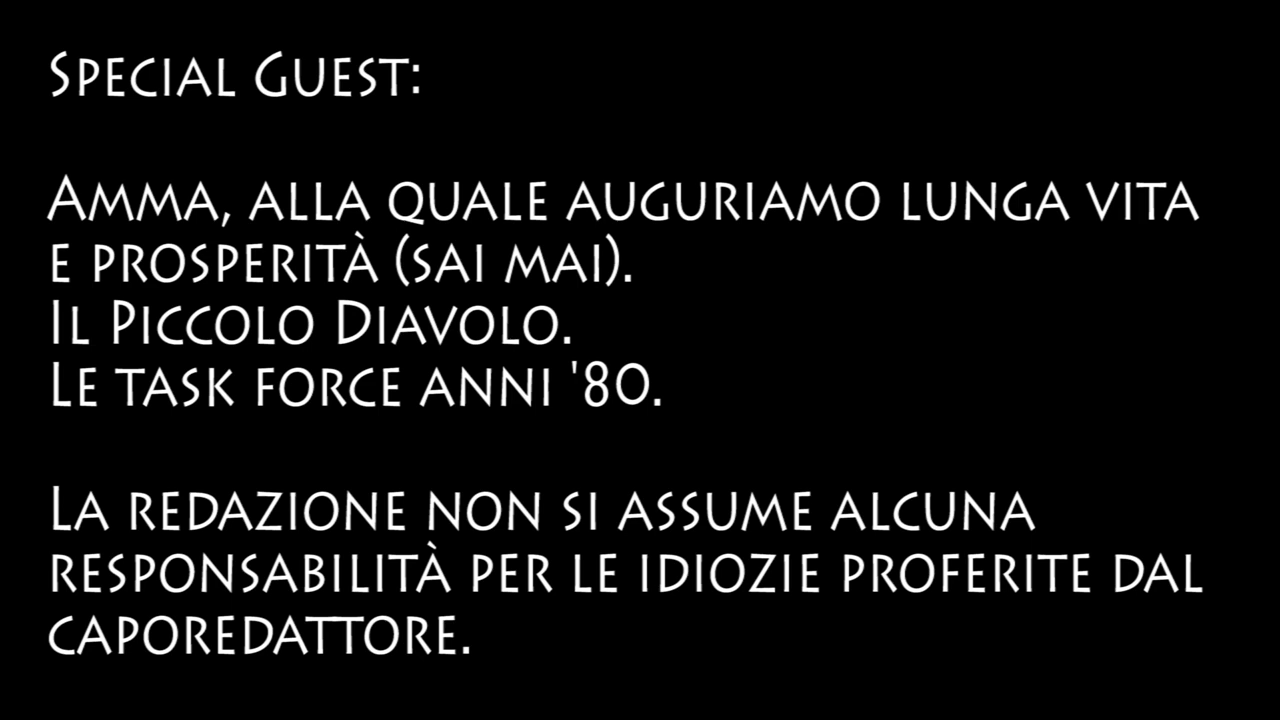 Special Guest:
Amma, alla quale auguriamo lunga vita
e prosperità (sai mai).
Il Piccolo Diavolo.
Le task force anni '80.
La redazione non si assume alcuna
responsabilità per le idiozie proferite dal
caporedattore.